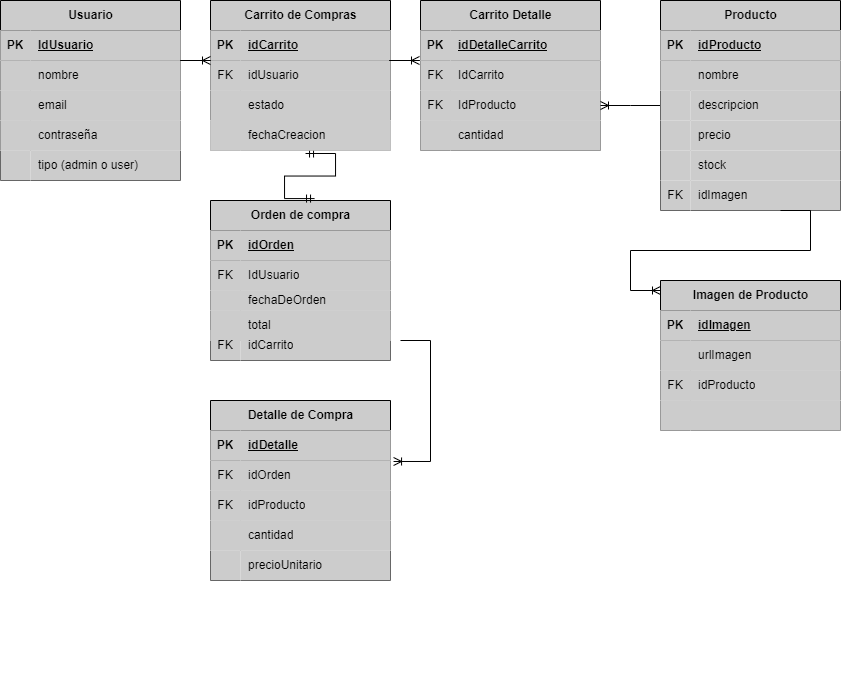 Usuario
PK IdUsuario
nombre
email
contraseña
tipo (admin o user)
Carrito de Compras
PK idCarrito
FK idUsuario
estado
fechaCreacion
Carrito Detalle
PK idDetalleCarrito
FK IdCarrito
FK IdProducto
cantidad
Producto
PK idProducto
nombre
descripcion
precio
stock
FK idImagen
Orden de compra
PK idOrden
FK IdUsuario
fechaDeOrden
total
FK idCarrito
Imagen de Producto
PK idImagen
urlImagen
FK idProducto
Detalle de Compra
PK idDetalle
FK idOrden
FK idProducto
cantidad
precioUnitario